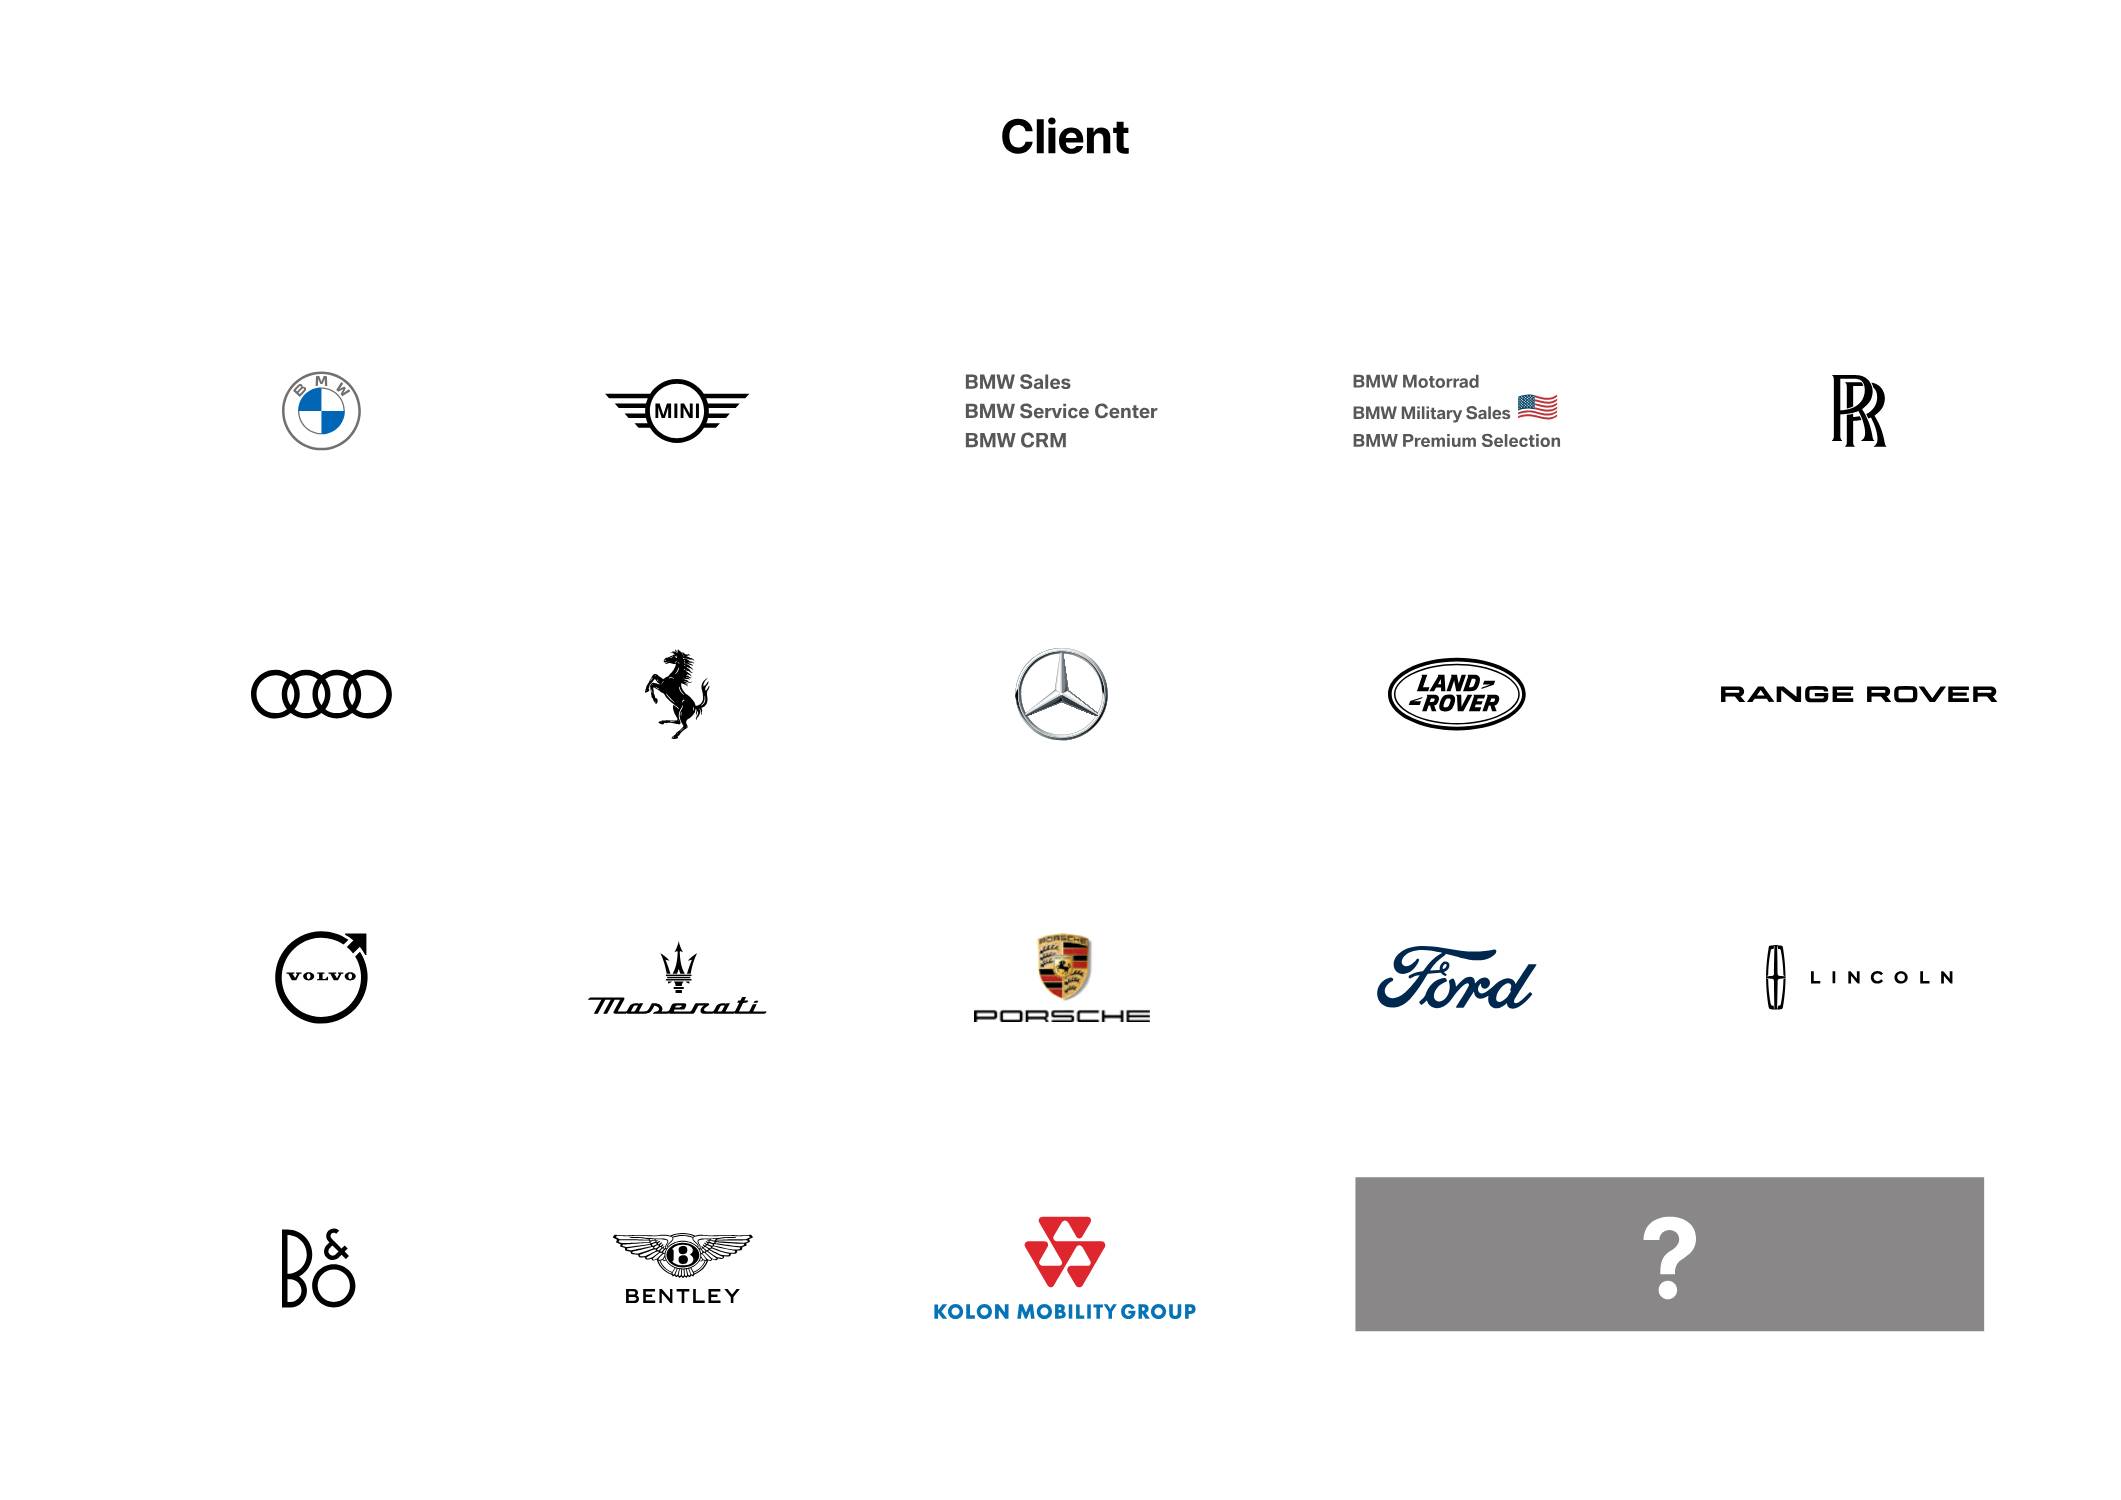 Client
BMW
MINI
BMW Sales
BMW Service Center
BMW CRM
BMW Motorrad
BMW Military Sales
BMW Premium Selection
RR
LAND-
-ROVER
RANGE ROVER
VOLVO
Maserati
PORSCHE
PORSCHE
Ford
LINCOLN
B&O
B
BENTLEY
KOLON MOBILITY GROUP
?